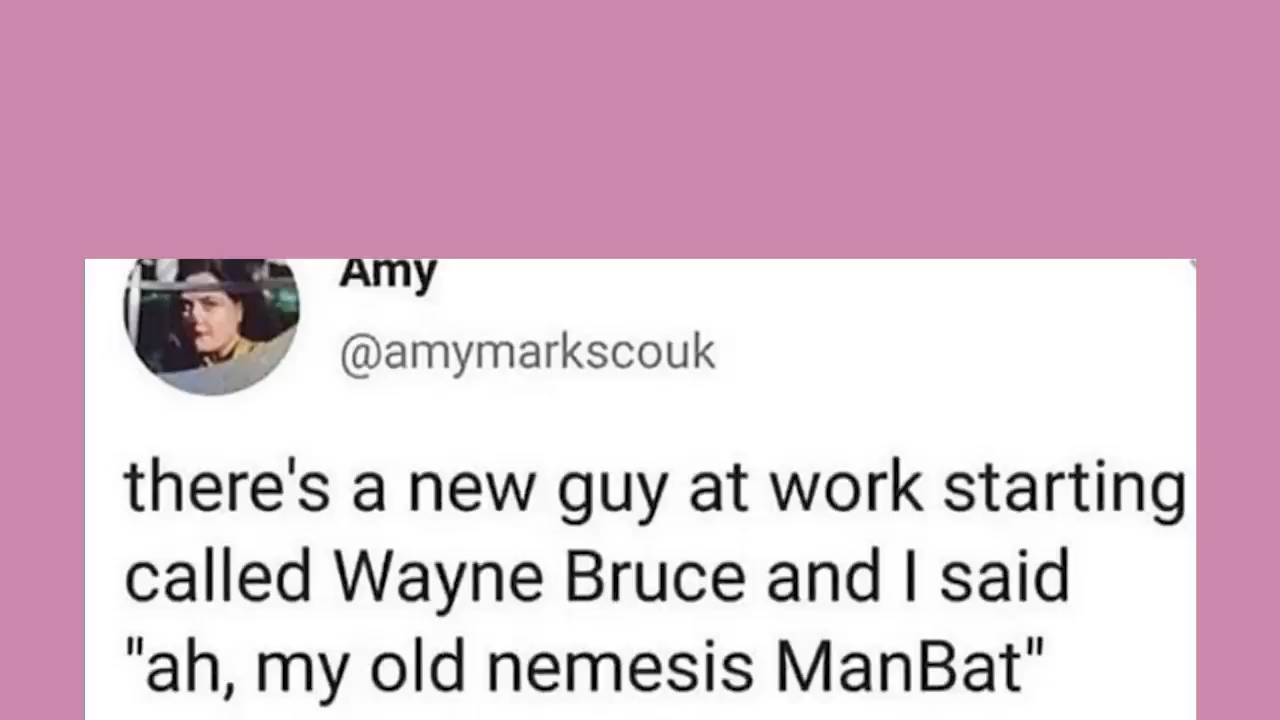 Amy
@amymarkscouk
there's a new guy at work starting
called Wayne Bruce and I said
"ah, my old nemesis ManBat"